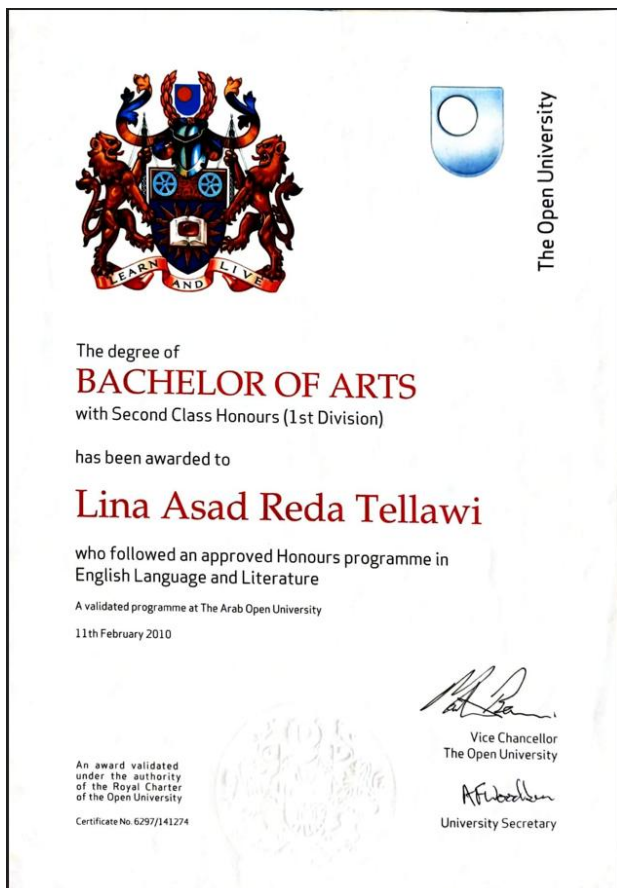 LEARN AND LIVE
The Open University
The degree of
BACHELOR OF ARTS
with Second Class Honours (1st Division)
has been awarded to
Lina Asad Reda Tellawi
who followed an approved Honours programme in
English Language and Literature
A validated programme at The Arab Open University
11th February 2010
Vice Chancellor
The Open University
An award validated
under the authority
of the Royal Charter
of the Open University
Certificate No. 6297/141274
University Secretary